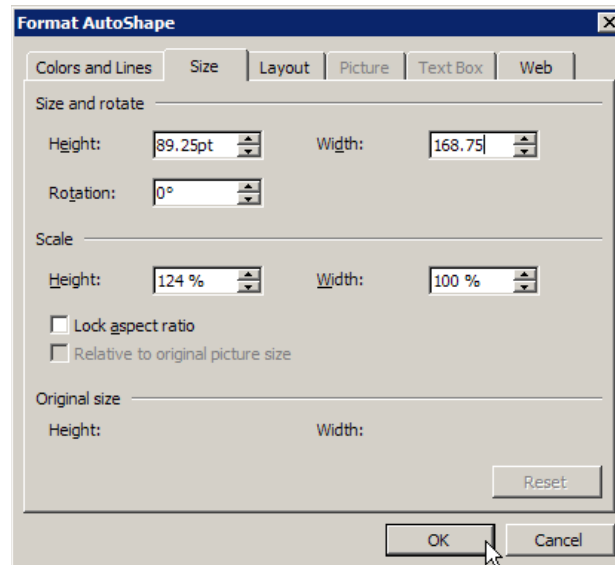 Format AutoShape
Colors and Lines Size Layout Picture Text Box Web
Size and rotate
Height: 89.25pt Width: 168.75
Rotation: 0°
Scale
Height: 124 % Width: 100 %
Lock aspect ratio
Relative to original picture size
Original size
Height: Width:
Reset
OK Cancel